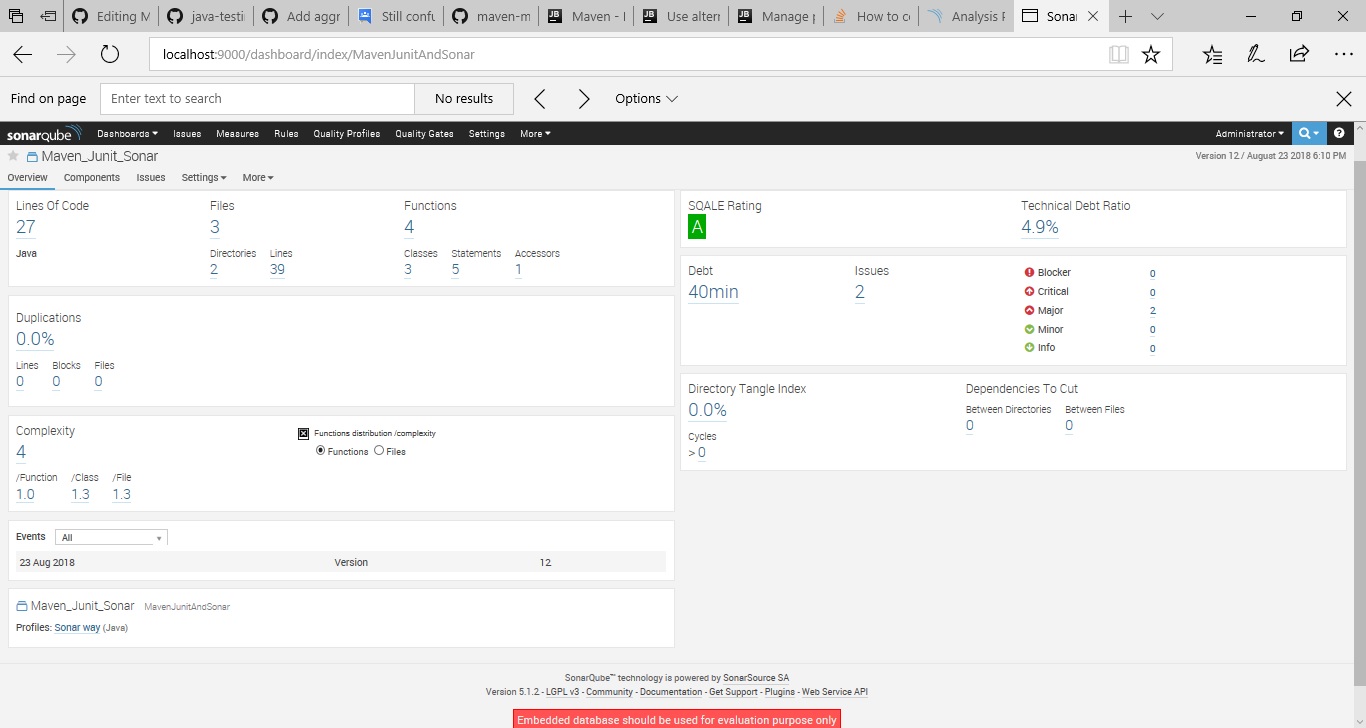 Editing M java-testi Add aggr Still confu maven-m Maven - I Use altern Manage p How to co Analysis F Sonar
localhost:9000/dashboard/index/MavenJunitAndSonar
Find on page Enter text to search No results Options
sonarqube Dashboards Issues Measures Rules Quality Profiles Quality Gates Settings More Administrator ?
Maven_Junit_Sonar Version 12 / August 23 2018 6:10 PM
Overview Components Issues Settings More
Lines Of Code Files Functions
27 3 4
Java Directories Lines Classes Statements Accessors
2 39 3 5 1
SQALE Rating Technical Debt Ratio
A 4.9%
Debt Issues
40min 2
Blocker 0
Critical 0
Major 2
Minor 0
Info 0
Duplications
0.0%
Lines Blocks Files
0 0 0
Directory Tangle Index Dependencies To Cut
0.0% Between Directories Between Files
0 0
Cycles
> 0
Complexity
4
/Function /Class /File
1.0 1.3 1.3
Functions distribution /complexity
Functions Files
Events All
23 Aug 2018 Version 12
Maven_Junit_Sonar MavenJunitAndSonar
Profiles: Sonar way (Java)
SonarQube™ technology is powered by SonarSource SA
Version 5.1.2 - LGPL v3 - Community - Documentation - Get Support - Plugins - Web Service API
Embedded database should be used for evaluation purpose only